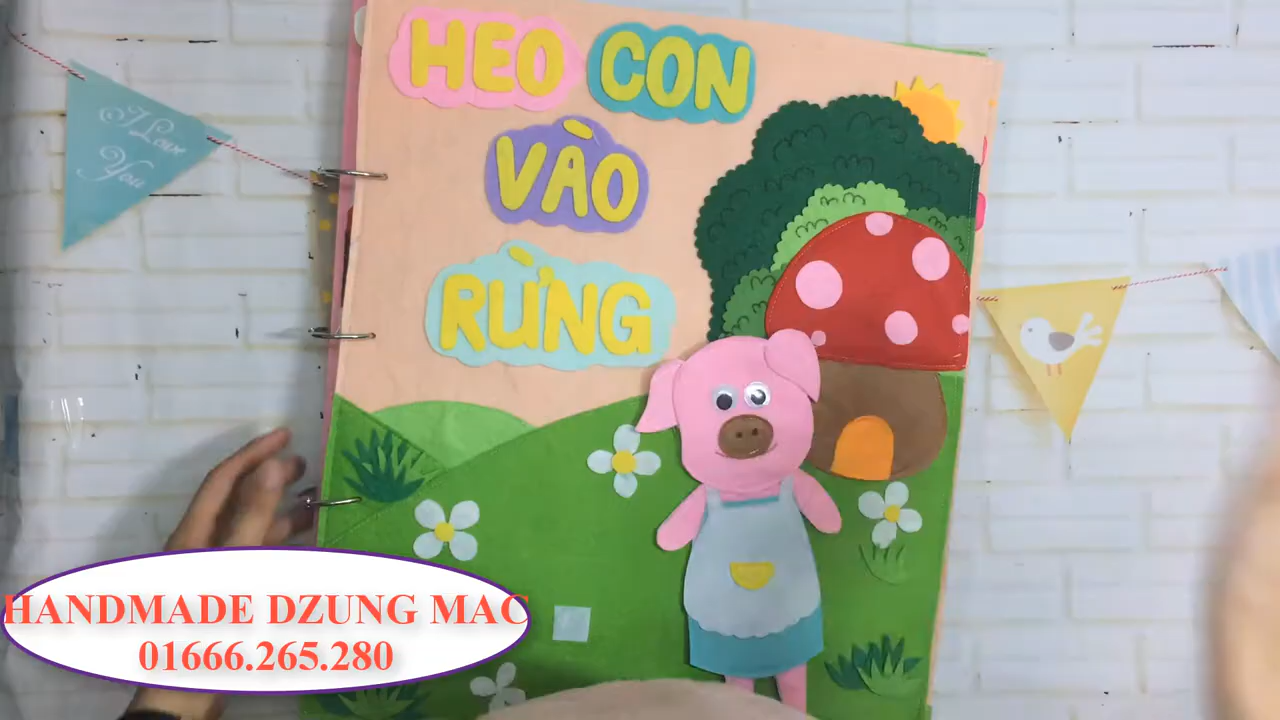 HEO CON
VÀO
RỪNG
I Love
You
HANDMADE DZUNG MAC
01666.265.280